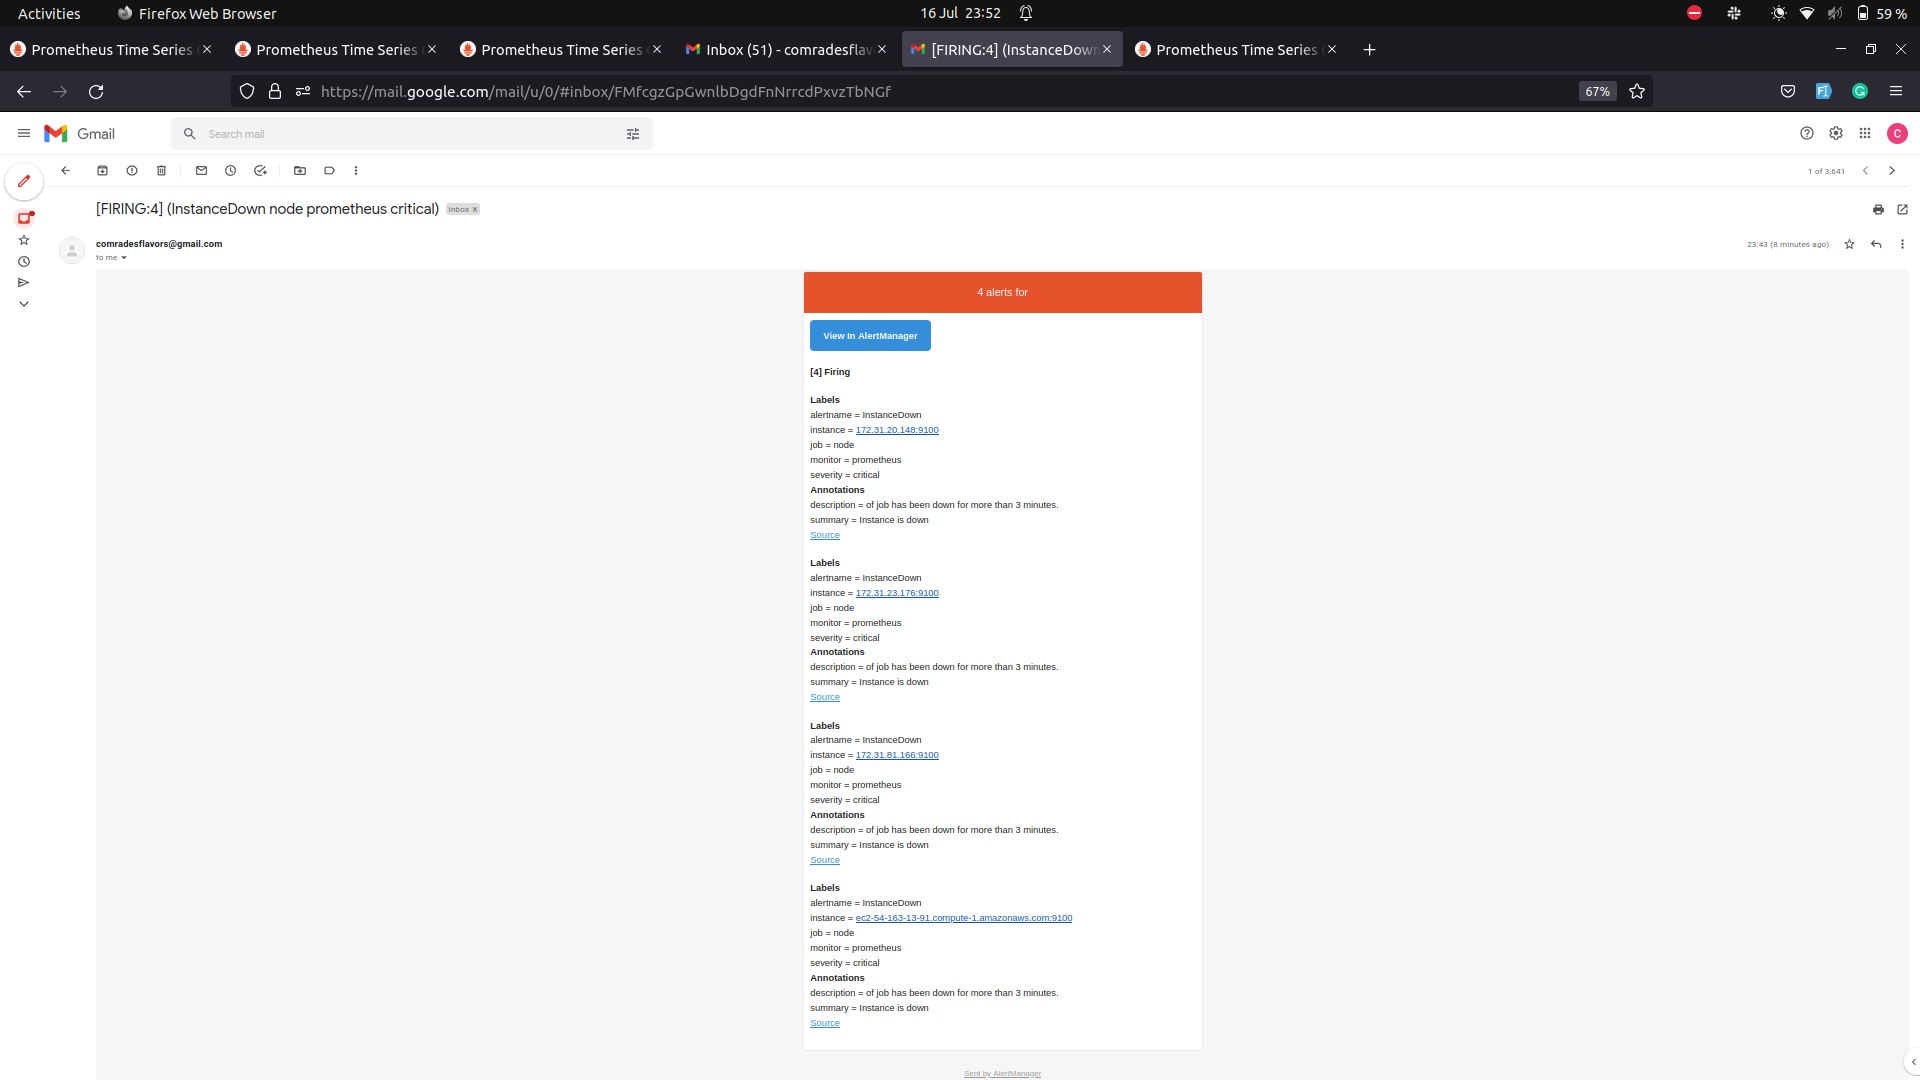 Activities
Firefox Web Browser
16 Jul 23:52
59 %
Prometheus Time Series
Prometheus Time Series
Prometheus Time Series
Inbox (51) - comradesflav
[FIRING:4] (InstanceDown
Prometheus Time Series
https://mail.google.com/mail/u/0/#inbox/FMfcgzGpGwnlbDgdFnNrrcdPxvzTbNGf
67%
Gmail
Search mail
C
1 of 3,641
[FIRING:4] (InstanceDown node prometheus critical)
Inbox x
comradesflavors@gmail.com
23:43 (8 minutes ago)
to me
4 alerts for
View In AlertManager
[4] Firing
Labels
alertname = InstanceDown
instance = 172.31.20.148:9100
job = node
monitor = prometheus
severity = critical
Annotations
description = of job has been down for more than 3 minutes.
summary = Instance is down
Source
Labels
alertname = InstanceDown
instance = 172.31.23.176:9100
job = node
monitor = prometheus
severity = critical
Annotations
description = of job has been down for more than 3 minutes.
summary = Instance is down
Source
Labels
alertname = InstanceDown
instance = 172.31.81.166:9100
job = node
monitor = prometheus
severity = critical
Annotations
description = of job has been down for more than 3 minutes.
summary = Instance is down
Source
Labels
alertname = InstanceDown
instance = ec2-54-163-13-91.compute-1.amazonaws.com:9100
job = node
monitor = prometheus
severity = critical
Annotations
description = of job has been down for more than 3 minutes.
summary = Instance is down
Source
Sent by AlertManager